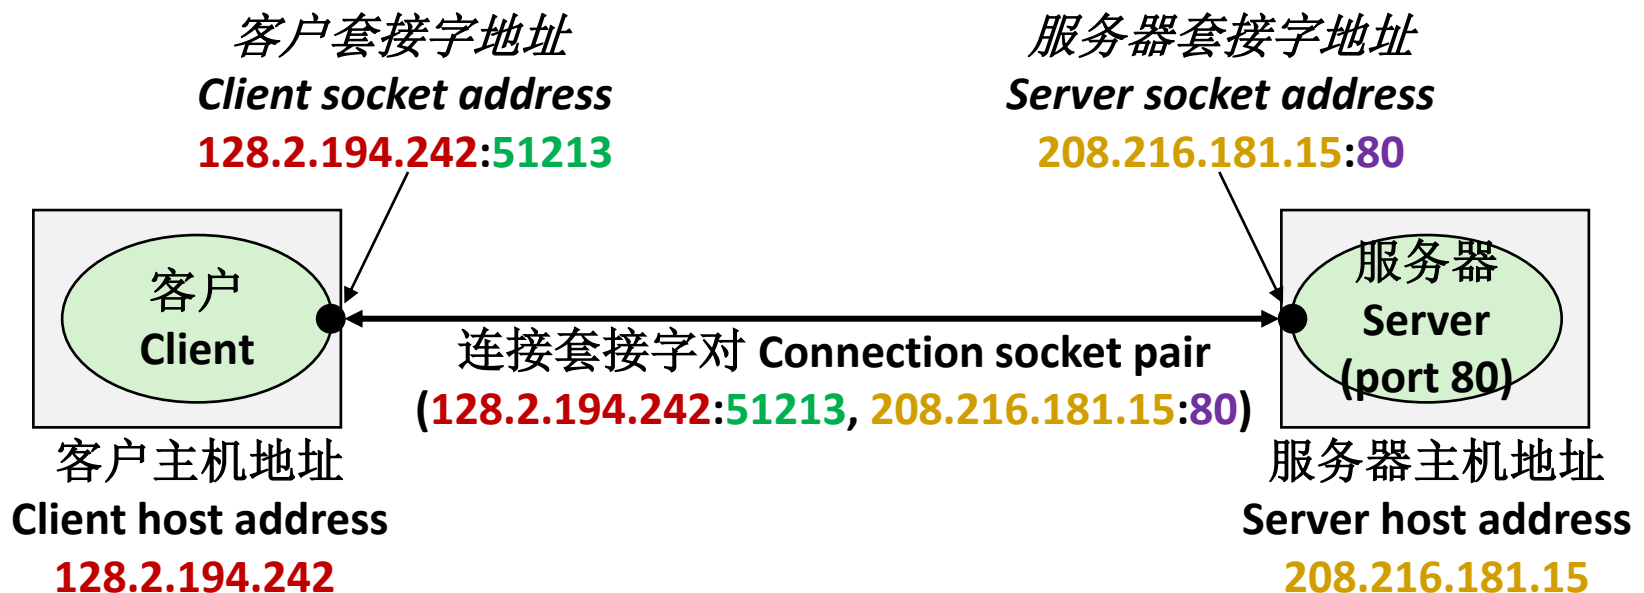 客户套接字地址
Client socket address
128.2.194.242:51213
服务器套接字地址
Server socket address
208.216.181.15:80
客户
Client
连接套接字对 Connection socket pair
(128.2.194.242:51213, 208.216.181.15:80)
服务器
Server
(port 80)
客户主机地址
Client host address
128.2.194.242
服务器主机地址
Server host address
208.216.181.15